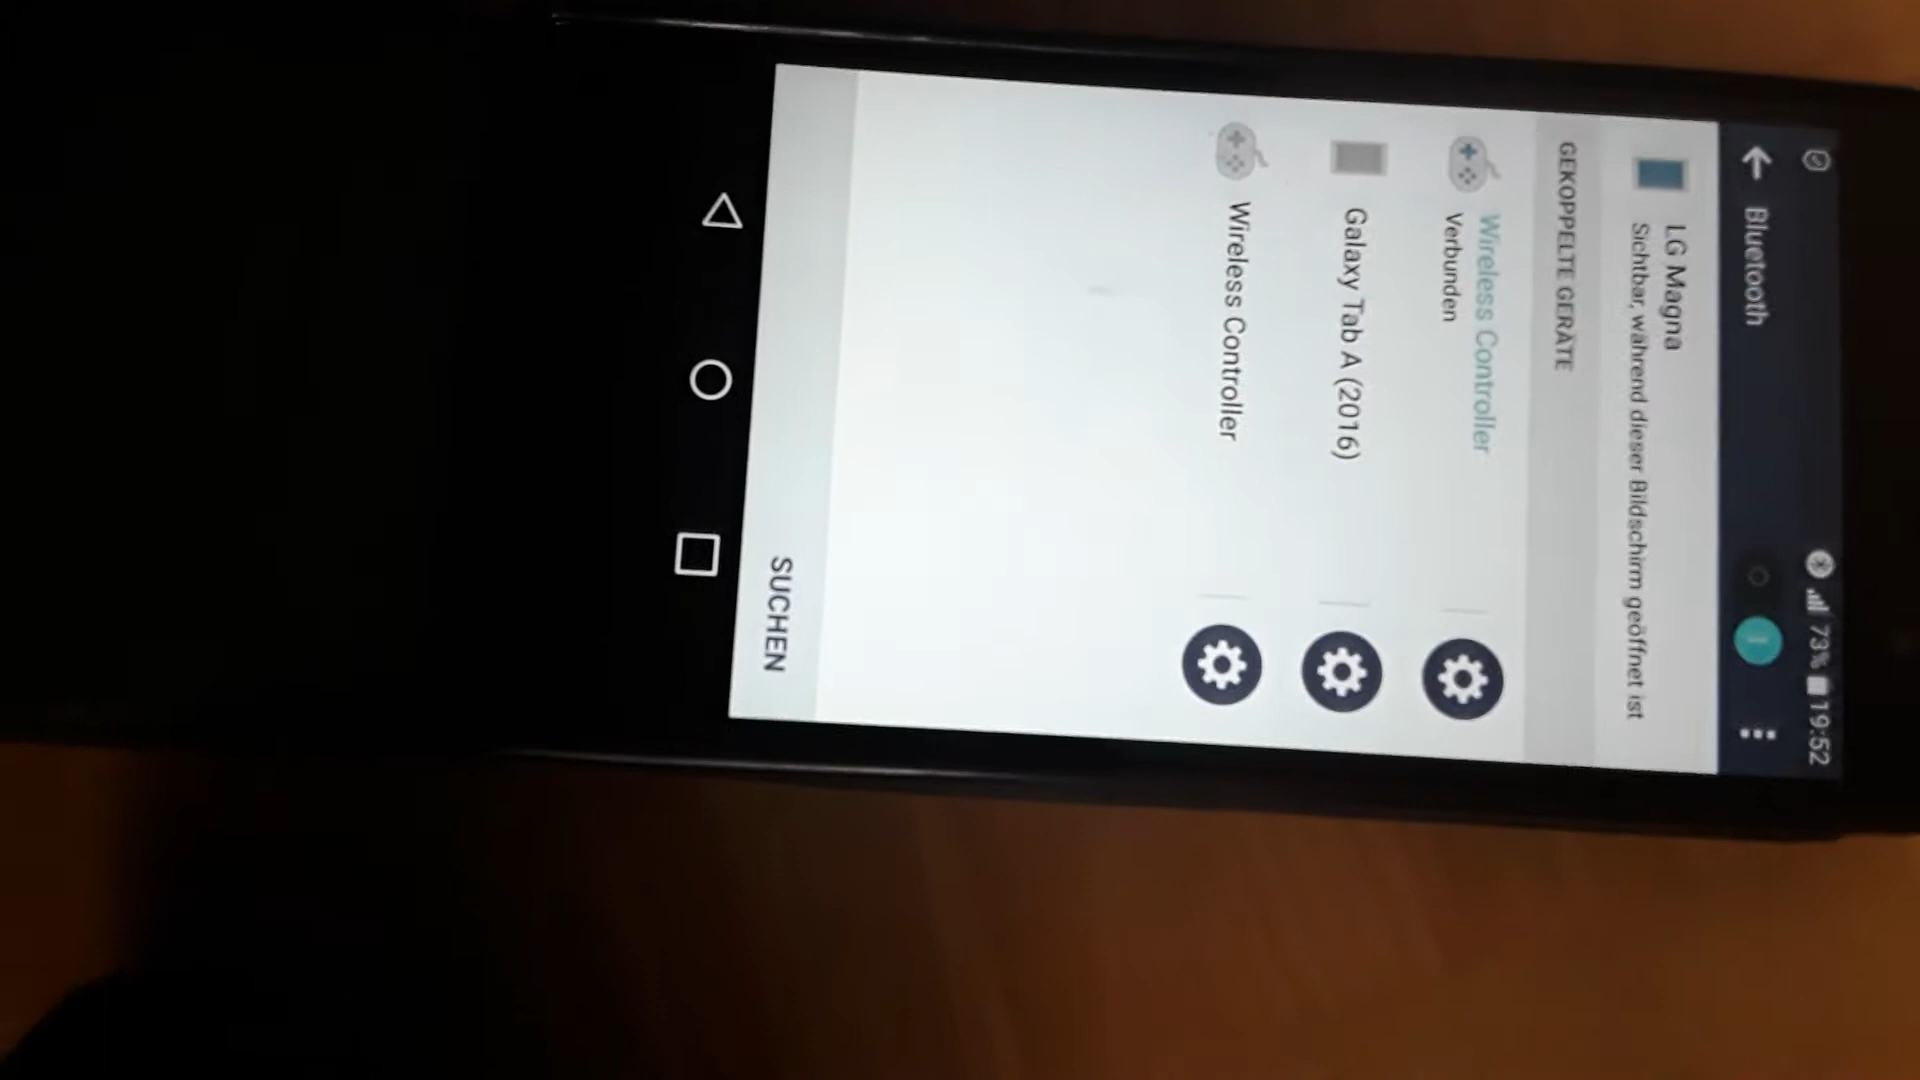 73% 19:52
Bluetooth
LG Magna
Sichtbar, während dieser Bildschirm geöffnet ist
GEKOPPELTE GERÄTE
Wireless Controller
Verbunden
Galaxy Tab A (2016)
Wireless Controller
SUCHEN